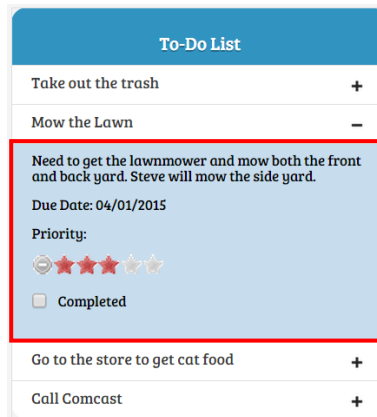 To-Do List
Take out the trash +
Mow the Lawn −
Need to get the lawnmower and mow both the front
and back yard. Steve will mow the side yard.
Due Date: 04/01/2015
Priority:
Completed
Go to the store to get cat food +
Call Comcast +